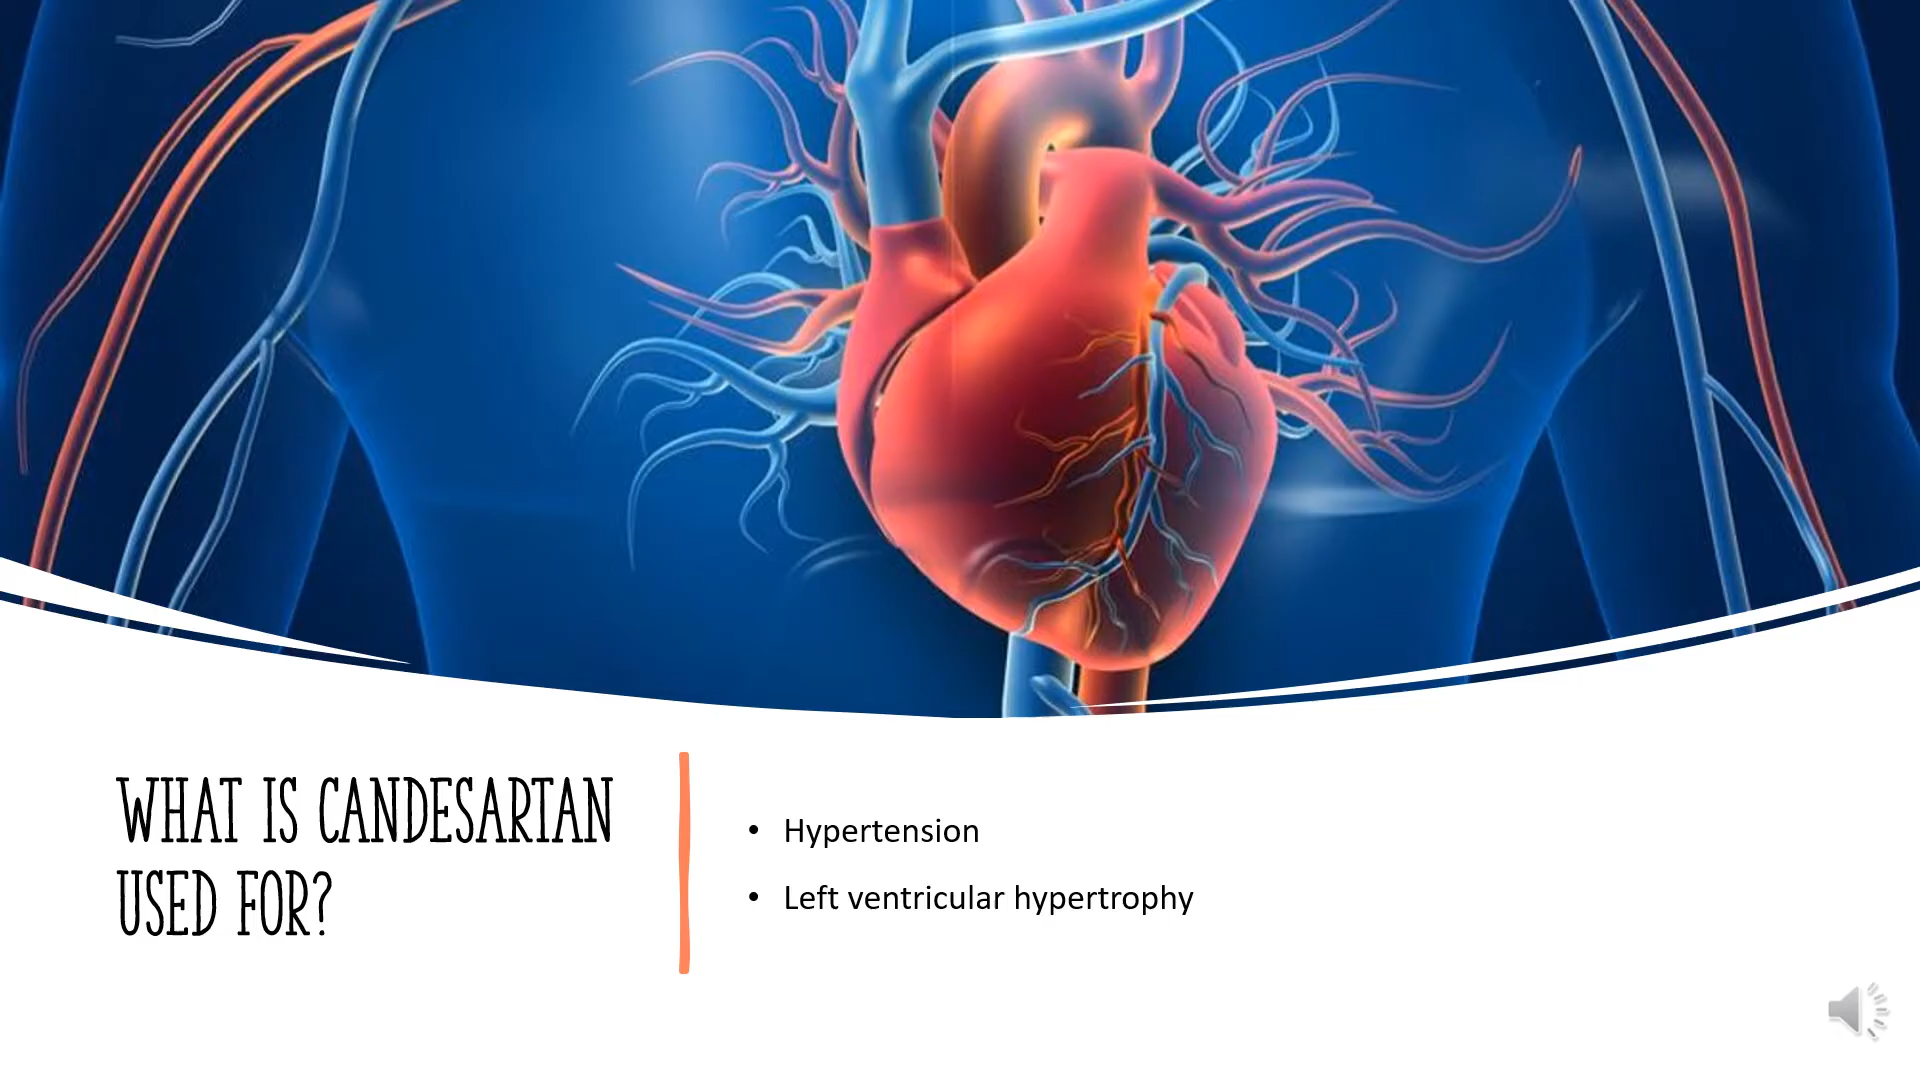 WHAT IS CANDESARTAN
USED FOR?
• Hypertension
• Left ventricular hypertrophy